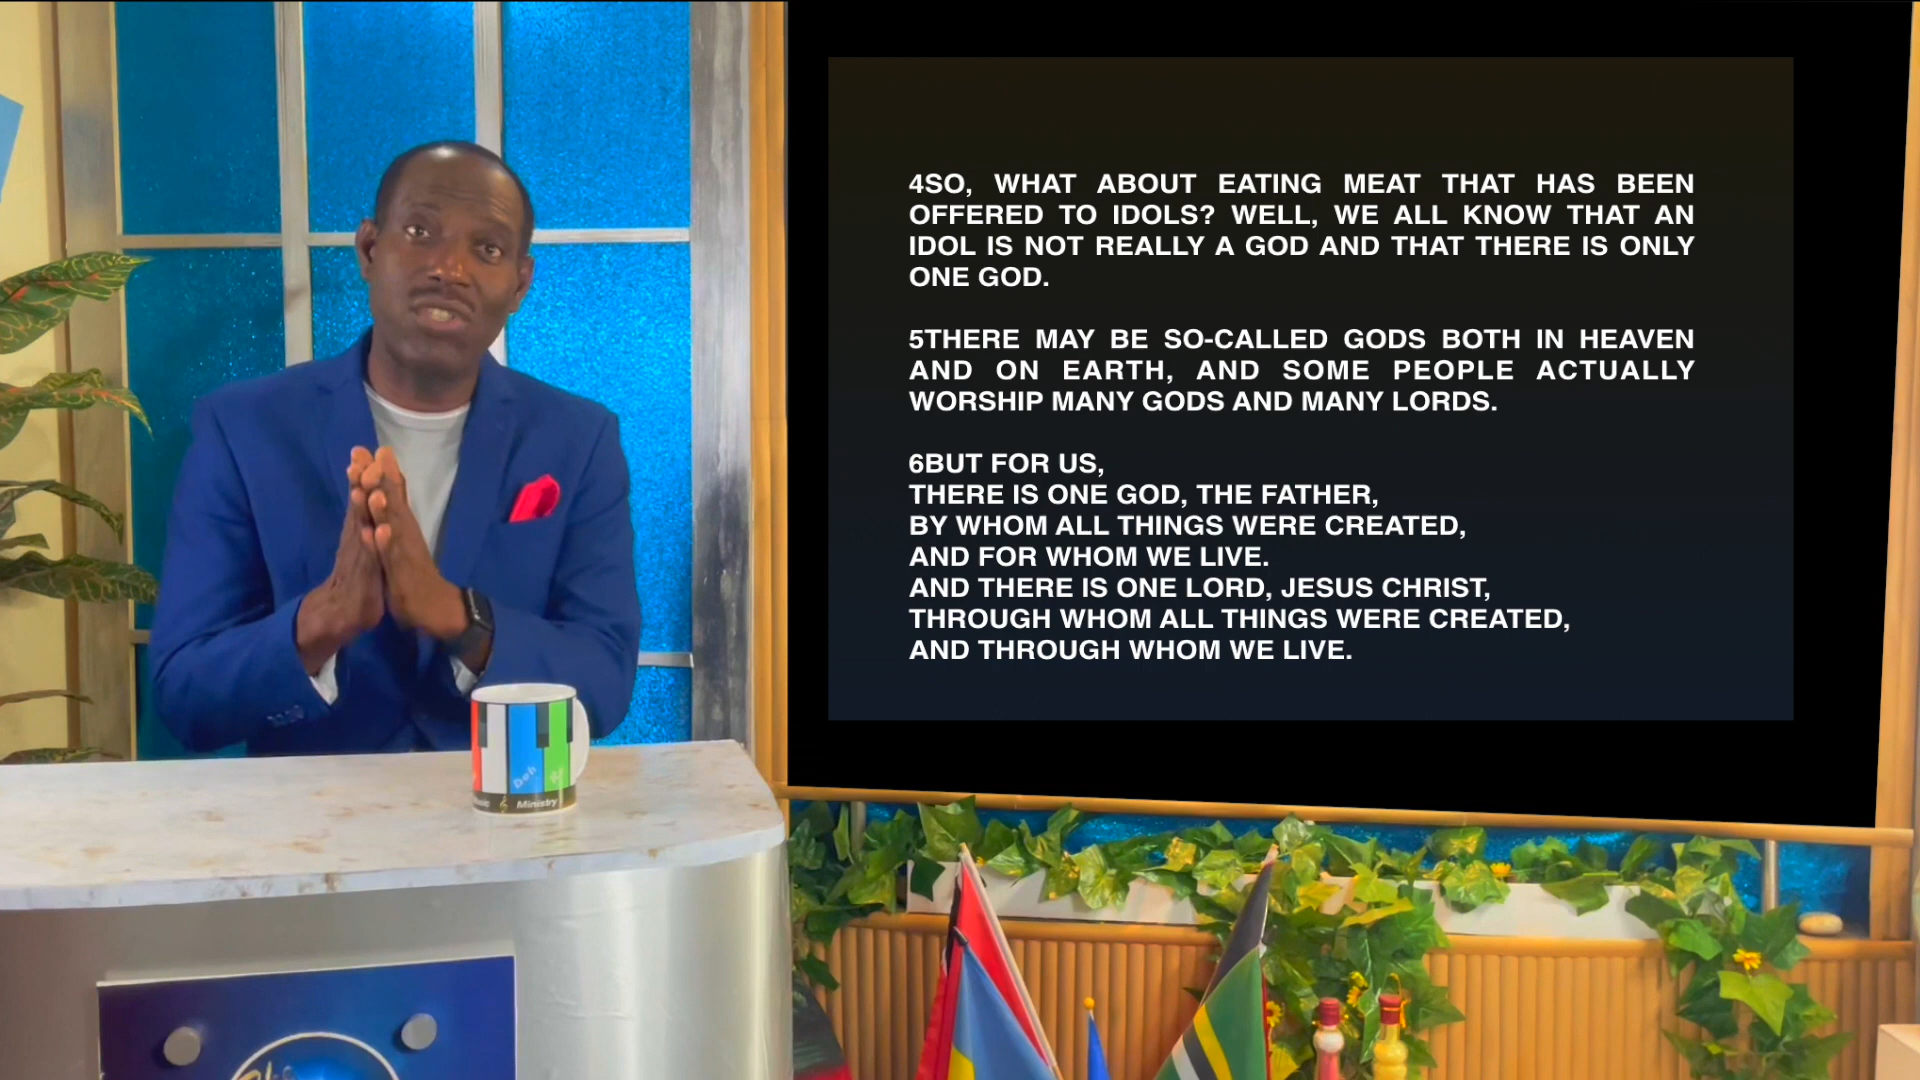 4SO, WHAT ABOUT EATING MEAT THAT HAS BEEN
OFFERED TO IDOLS? WELL, WE ALL KNOW THAT AN
IDOL IS NOT REALLY A GOD AND THAT THERE IS ONLY
ONE GOD.
5THERE MAY BE SO-CALLED GODS BOTH IN HEAVEN
AND ON EARTH, AND SOME PEOPLE ACTUALLY
WORSHIP MANY GODS AND MANY LORDS.
6BUT FOR US,
THERE IS ONE GOD, THE FATHER,
BY WHOM ALL THINGS WERE CREATED,
AND FOR WHOM WE LIVE.
AND THERE IS ONE LORD, JESUS CHRIST,
THROUGH WHOM ALL THINGS WERE CREATED,
AND THROUGH WHOM WE LIVE.
Doh
Ministry